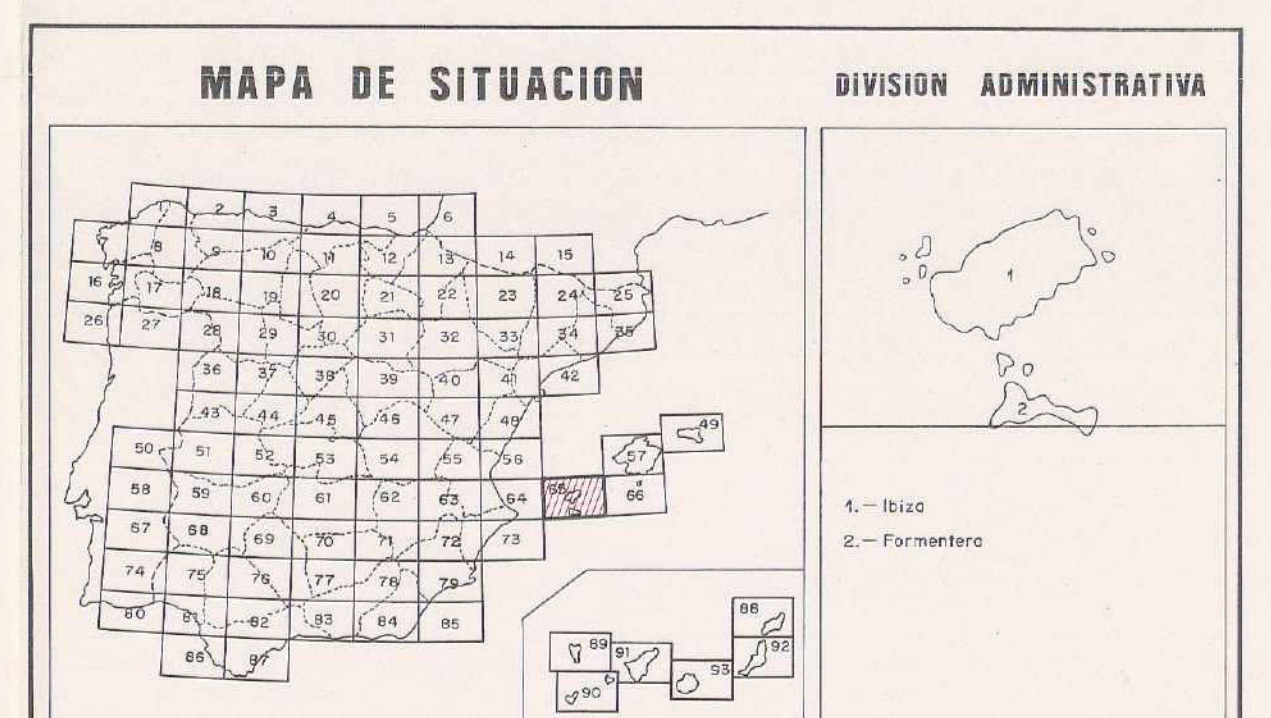 MAPA DE SITUACION
DIVISION ADMINISTRATIVA
1 2 3 4 5 6
8 9 10 11 12 13 14 15
16 17 18 19 20 21 22 23 24 25
26 27 28 29 30 31 32 33 34 35
36 37 38 39 40 41 42
43 44 45 46 47 48 49
50 51 52 53 54 55 56 57
58 59 60 61 62 63 64 65 66
67 68 69 70 71 72 73
74 75 76 77 78 79
80 81 82 83 84 85
86 87
88
89 91 93 92
90
1
2
1.— Ibiza
2.— Formentera